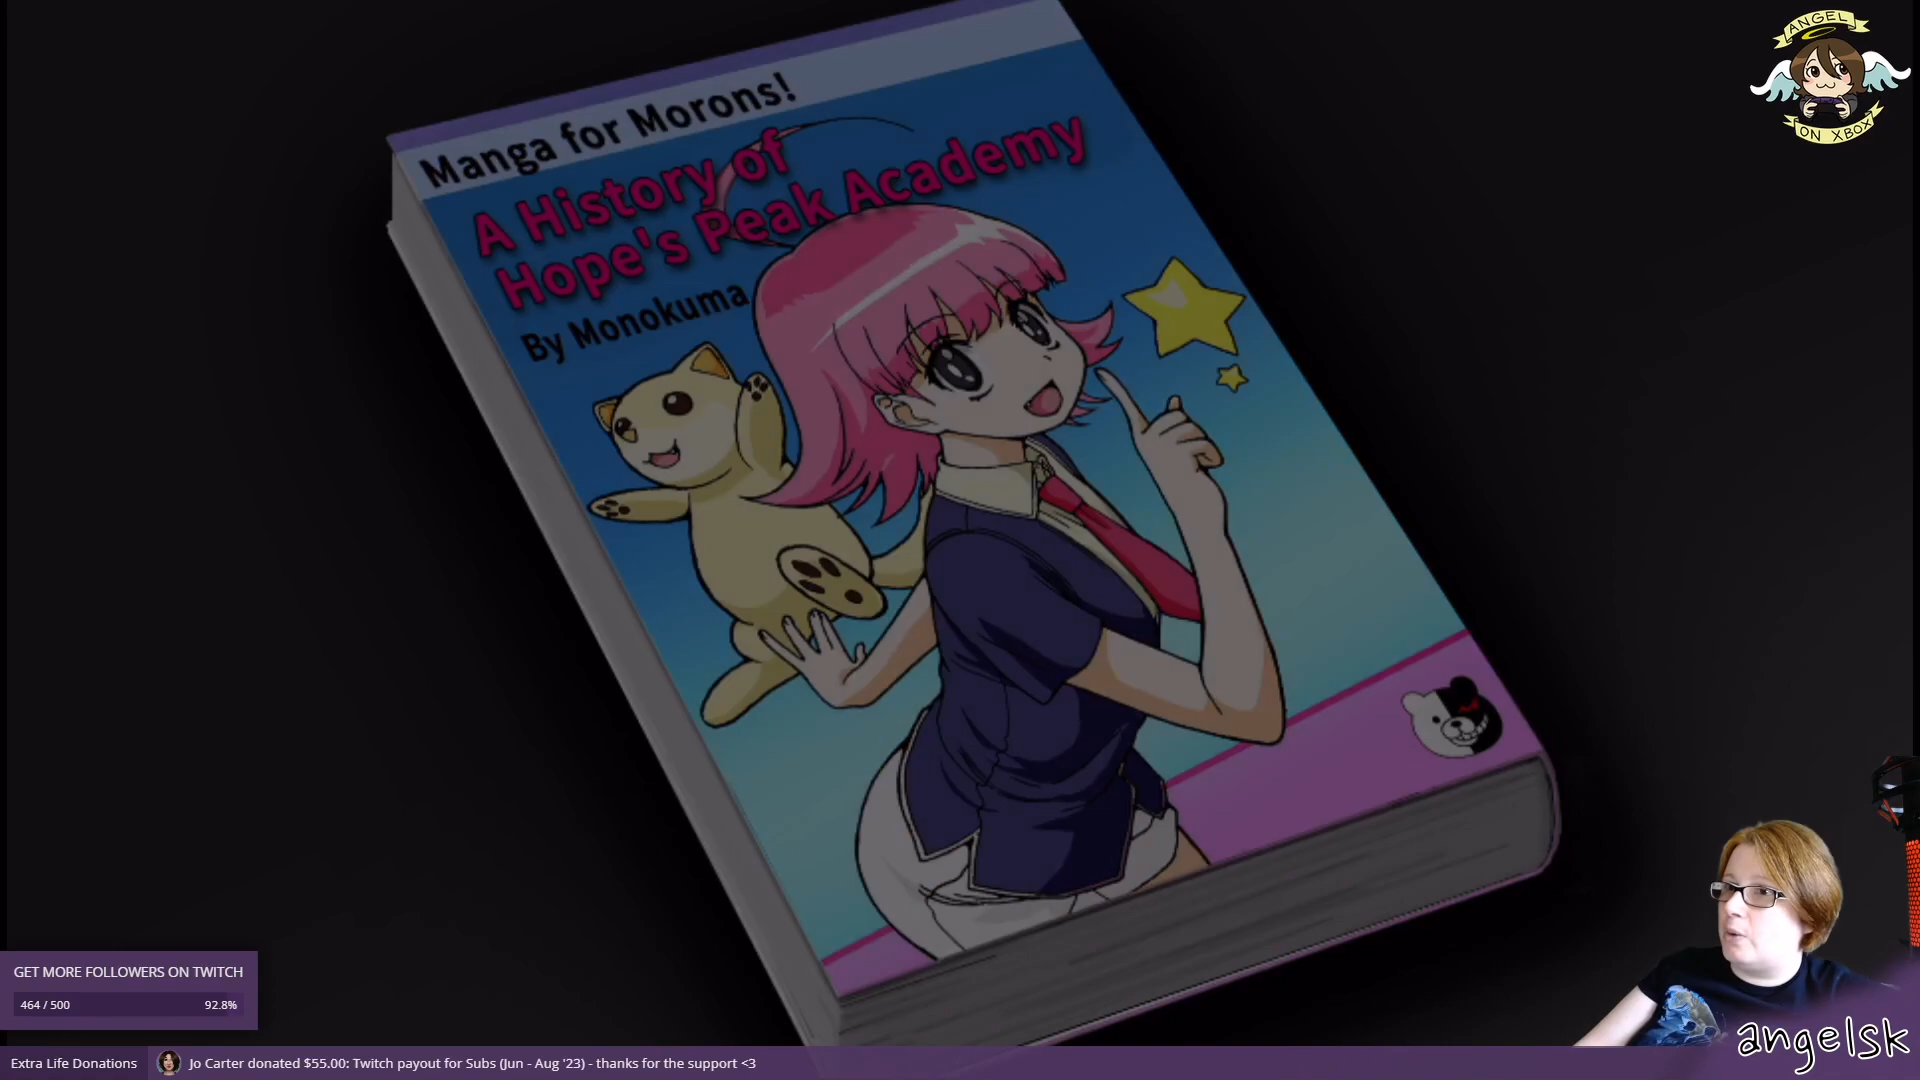 Manga for Morons!
A History of
Hope's Peak Academy
By Monokuma
ANGEL
ON XBOX
GET MORE FOLLOWERS ON TWITCH
464 / 500
92.8%
Extra Life Donations
Jo Carter donated $55.00: Twitch payout for Subs (Jun - Aug '23) - thanks for the support <3
angelsk